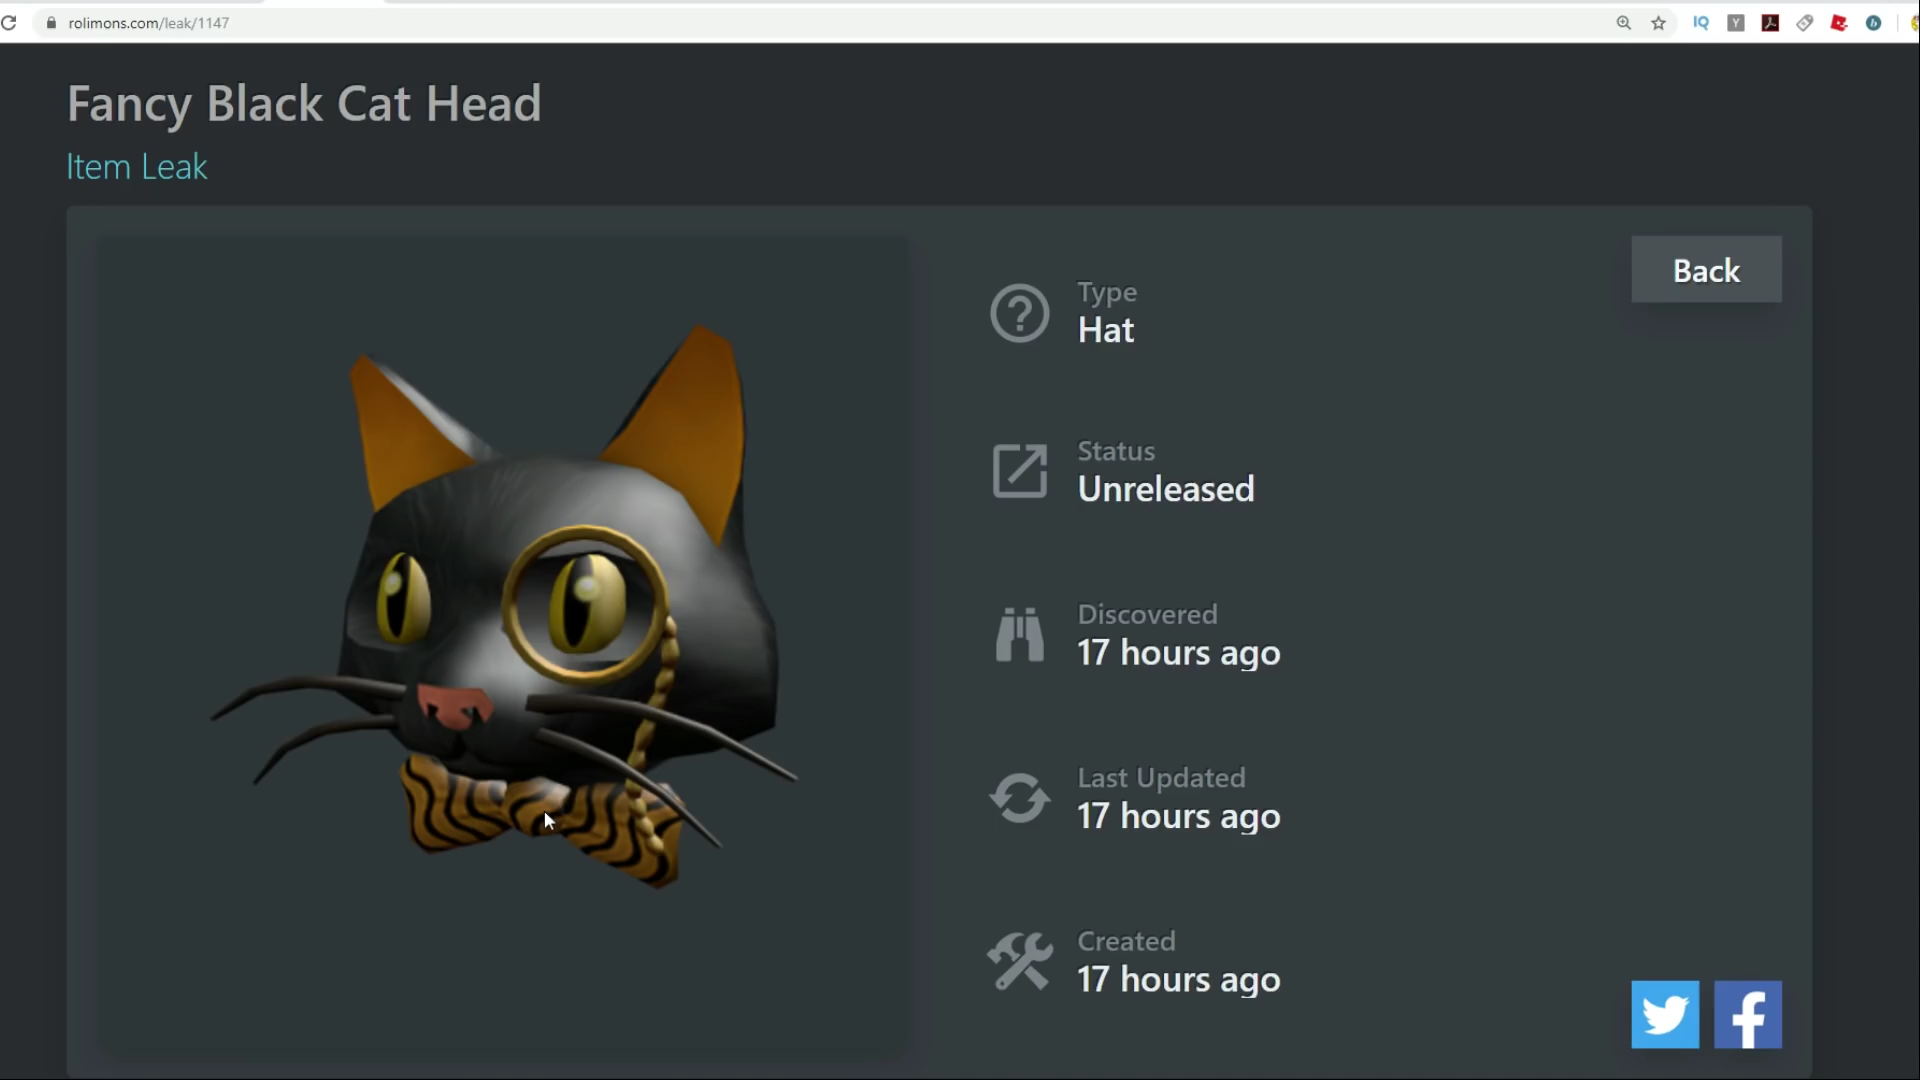 rolimons.com/leak/1147
IQ
Y
b
Fancy Black Cat Head
Item Leak
Back
Type
Hat
Status
Unreleased
Discovered
17 hours ago
Last Updated
17 hours ago
Created
17 hours ago
f